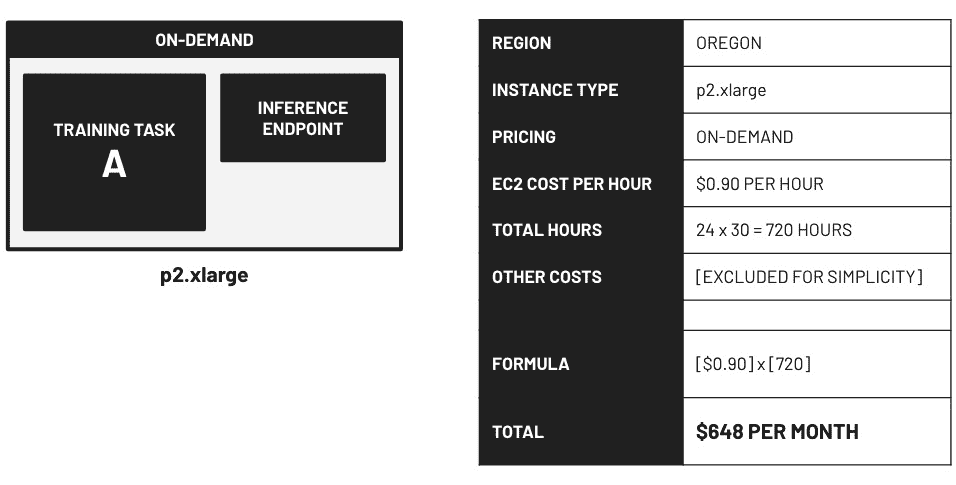 ON-DEMAND
TRAINING TASK
A
INFERENCE
ENDPOINT
p2.xlarge
REGION OREGON
INSTANCE TYPE p2.xlarge
PRICING ON-DEMAND
EC2 COST PER HOUR $0.90 PER HOUR
TOTAL HOURS 24 x 30 = 720 HOURS
OTHER COSTS [EXCLUDED FOR SIMPLICITY]
FORMULA [$0.90] x [720]
TOTAL $648 PER MONTH